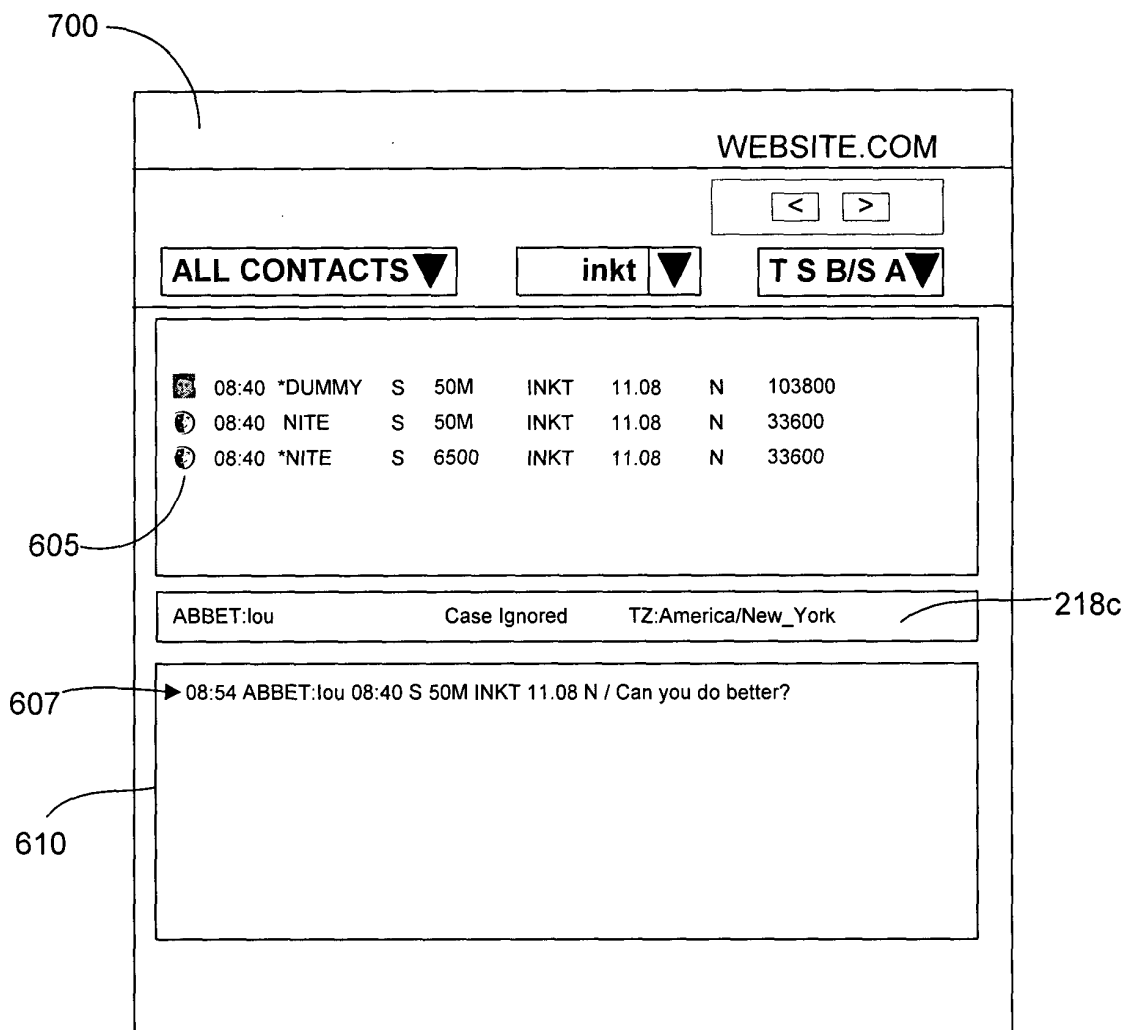 700
WEBSITE.COM
< >
ALL CONTACTS inkt T S B/S A
08:40 *DUMMY S 50M INKT 11.08 N 103800
08:40 NITE S 50M INKT 11.08 N 33600
08:40 *NITE S 6500 INKT 11.08 N 33600
605
ABBET:lou Case Ignored TZ:America/New_York
218c
08:54 ABBET:lou 08:40 S 50M INKT 11.08 N / Can you do better?
607
610